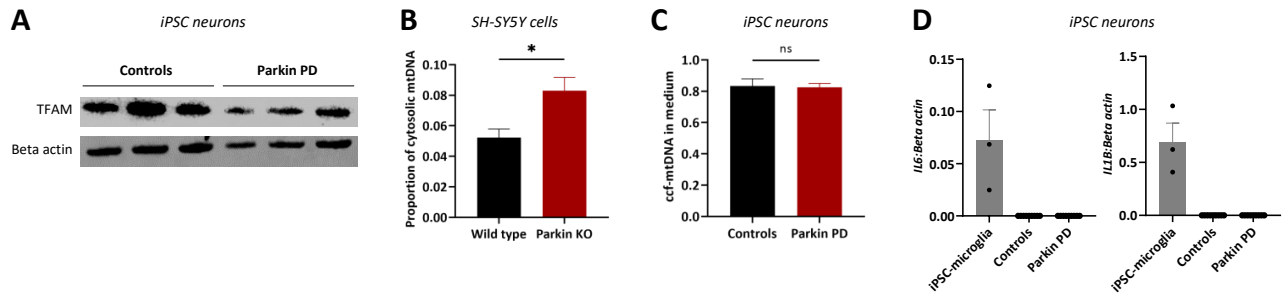 A
iPSC neurons
Controls
Parkin PD
TFAM
Beta actin
B
SH-SY5Y cells
Proportion of cytosolic mtDNA
0.10
0.08
0.06
0.04
0.02
0.00
*
Wild type
Parkin KO
C
iPSC neurons
ccf-mtDNA in medium
1.0
0.8
0.6
0.4
0.2
0.0
ns
Controls
Parkin PD
D
iPSC neurons
IL6:Beta actin
0.15
0.10
0.05
0.00
iPSC-microglia
Controls
Parkin PD
IL1B:Beta actin
1.5
1.0
0.5
0.0
iPSC-microglia
Controls
Parkin PD